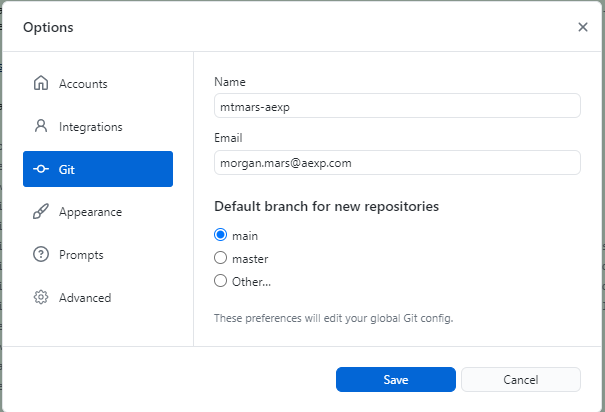 Options
Accounts
Integrations
Git
Appearance
Prompts
Advanced
Name
mtmars-aexp
Email
morgan.mars@aexp.com
Default branch for new repositories
main
master
Other...
These preferences will edit your global Git config.
Save
Cancel